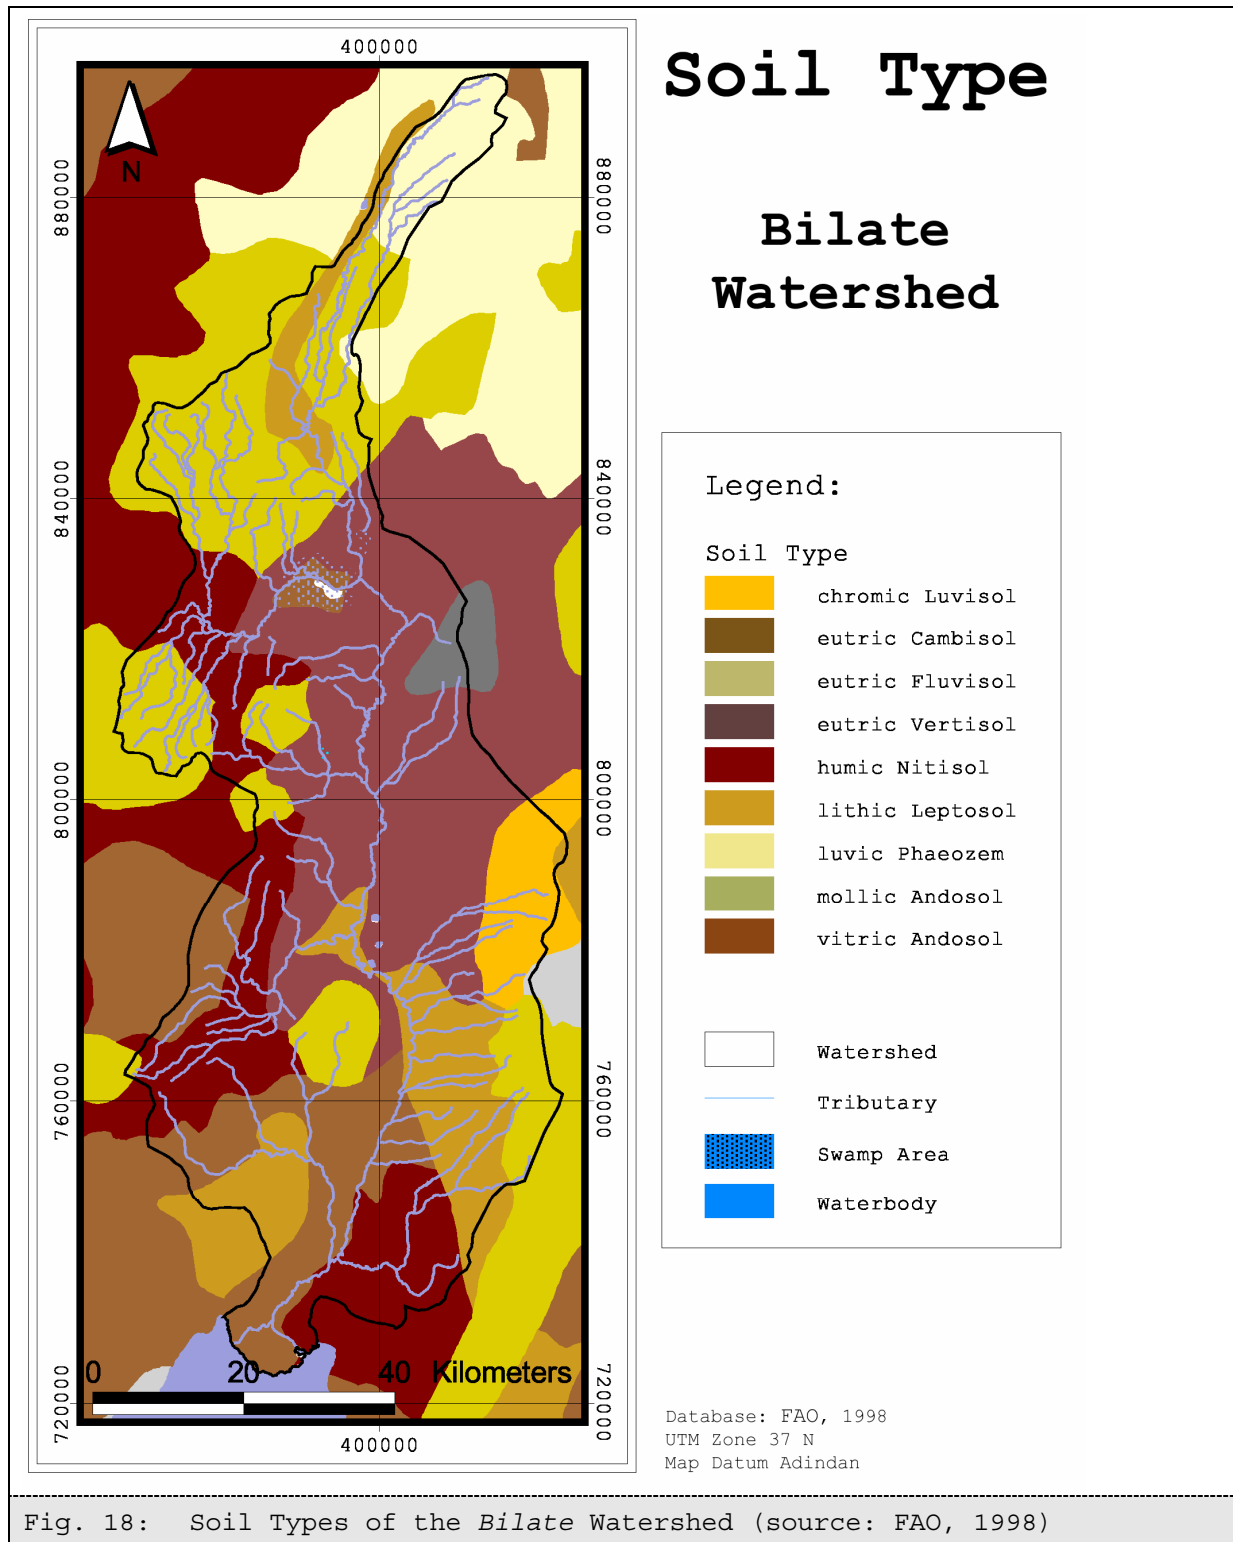 400000
Soil Type
N
Bilate
Watershed
880000
880000
840000
840000
800000
800000
760000
760000
720000
720000
Legend:
Soil Type
chromic Luvisol
eutric Cambisol
eutric Fluvisol
eutric Vertisol
humic Nitisol
lithic Leptosol
luvic Phaeozem
mollic Andosol
vitric Andosol
Watershed
Tributary
Swamp Area
Waterbody
0 20 40 Kilometers
400000
Database: FAO, 1998
UTM Zone 37 N
Map Datum Adindan
Fig. 18: Soil Types of the Bilate Watershed (source: FAO, 1998)